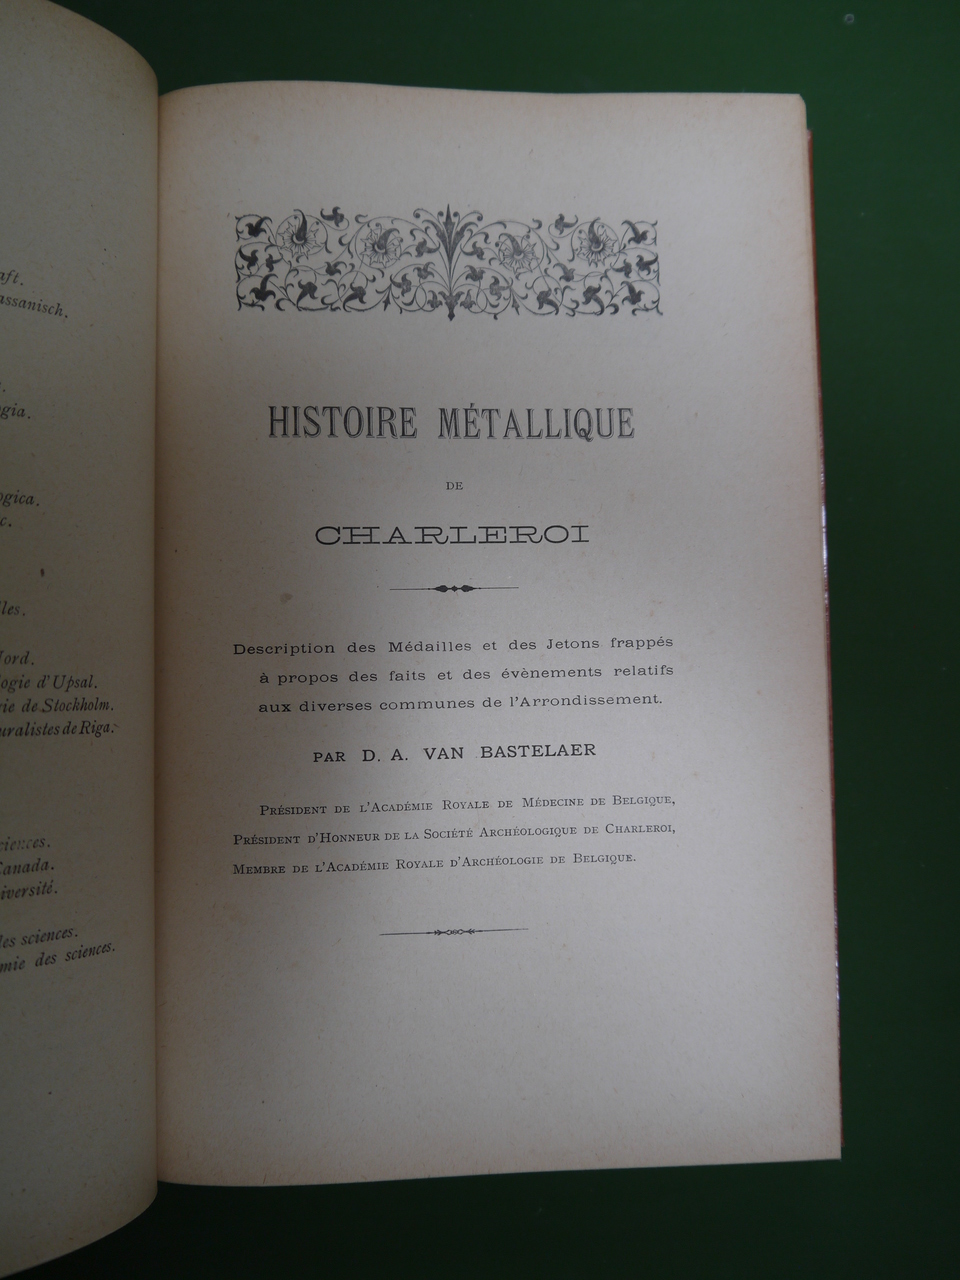 aft.
assanisch.
gia.
ogica.
c.
les.
ord.
ogie d'Upsal.
ie de Stockholm.
uralistes de Riga.
ciences.
Canada.
iversité.
les sciences.
mie des sciences.
HISTOIRE MÉTALLIQUE
DE
CHARLEROI
Description des Médailles et des Jetons frappés
à propos des faits et des évènements relatifs
aux diverses communes de l'Arrondissement.
PAR D. A. VAN BASTELAER
PRÉSIDENT DE L'ACADÉMIE ROYALE DE MÉDECINE DE BELGIQUE,
PRÉSIDENT D'HONNEUR DE LA SOCIÉTÉ ARCHÉOLOGIQUE DE CHARLEROI,
MEMBRE DE L'ACADÉMIE ROYALE D'ARCHÉOLOGIE DE BELGIQUE.